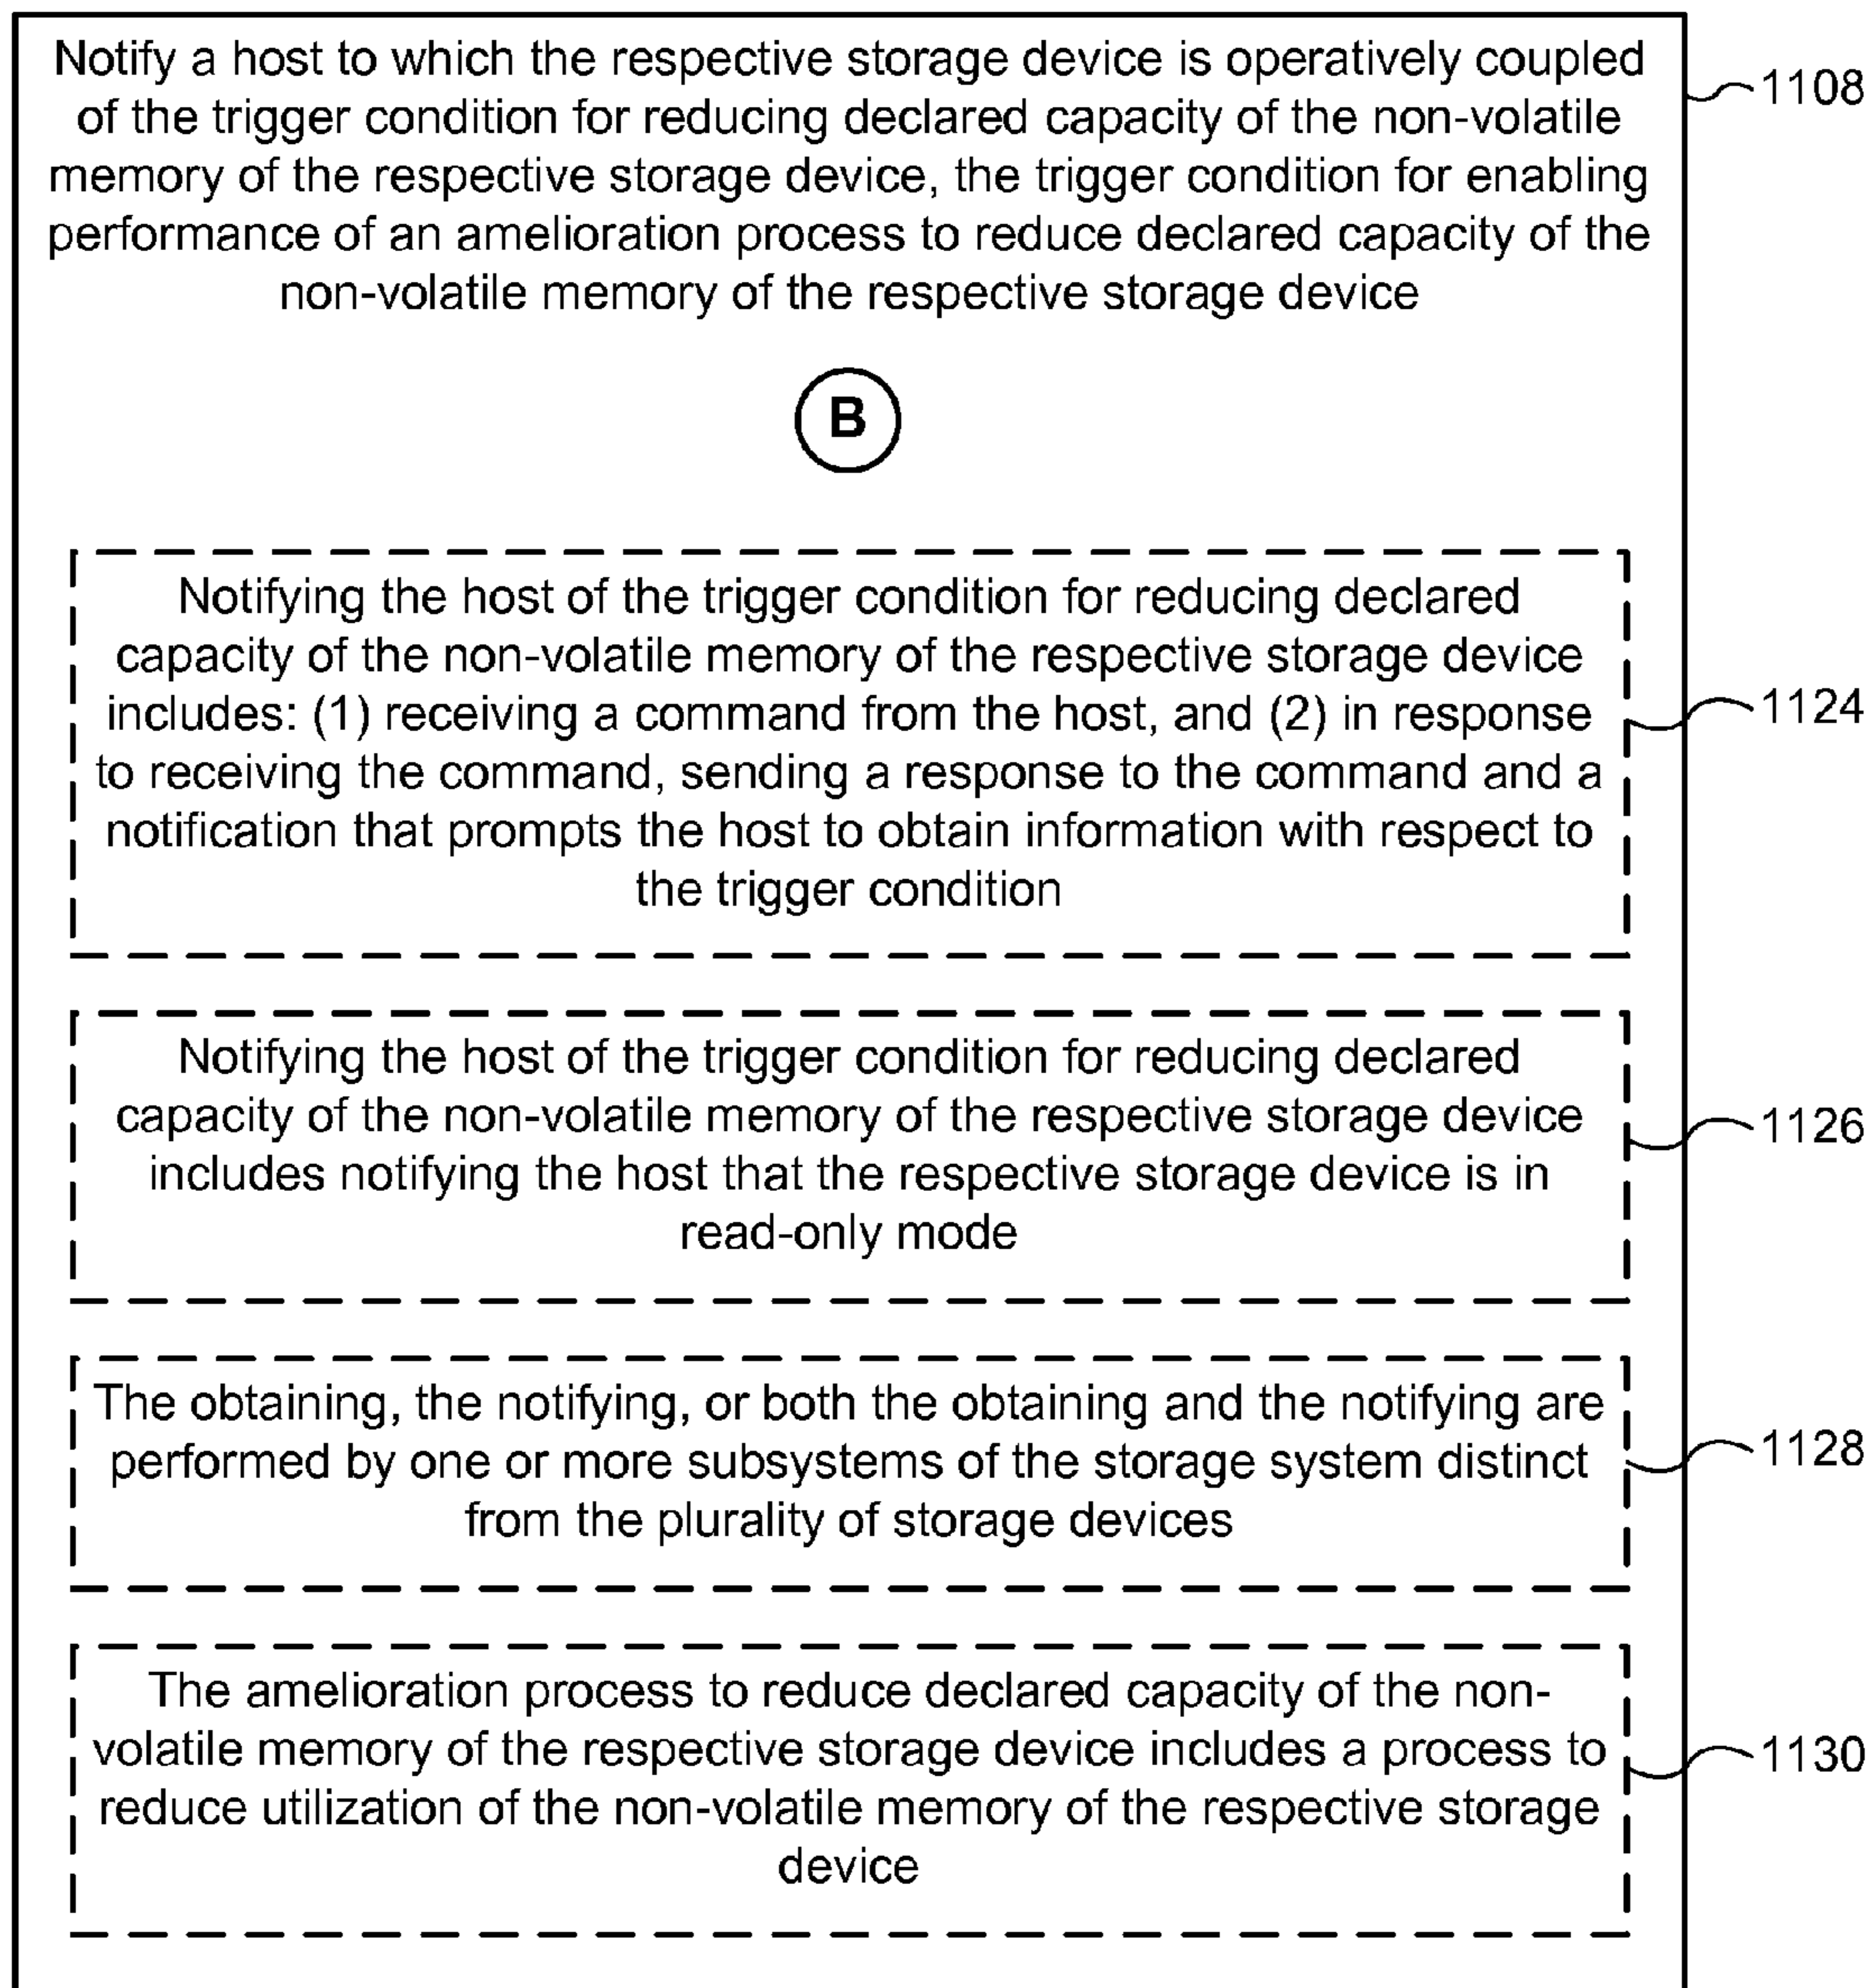 Notify a host to which the respective storage device is operatively coupled
of the trigger condition for reducing declared capacity of the non-volatile
memory of the respective storage device, the trigger condition for enabling
performance of an amelioration process to reduce declared capacity of the
non-volatile memory of the respective storage device
1108
B
Notifying the host of the trigger condition for reducing declared
capacity of the non-volatile memory of the respective storage device
includes: (1) receiving a command from the host, and (2) in response
to receiving the command, sending a response to the command and a
notification that prompts the host to obtain information with respect to
the trigger condition
1124
Notifying the host of the trigger condition for reducing declared
capacity of the non-volatile memory of the respective storage device
includes notifying the host that the respective storage device is in
read-only mode
1126
The obtaining, the notifying, or both the obtaining and the notifying are
performed by one or more subsystems of the storage system distinct
from the plurality of storage devices
1128
The amelioration process to reduce declared capacity of the non-
volatile memory of the respective storage device includes a process to
reduce utilization of the non-volatile memory of the respective storage
device
1130